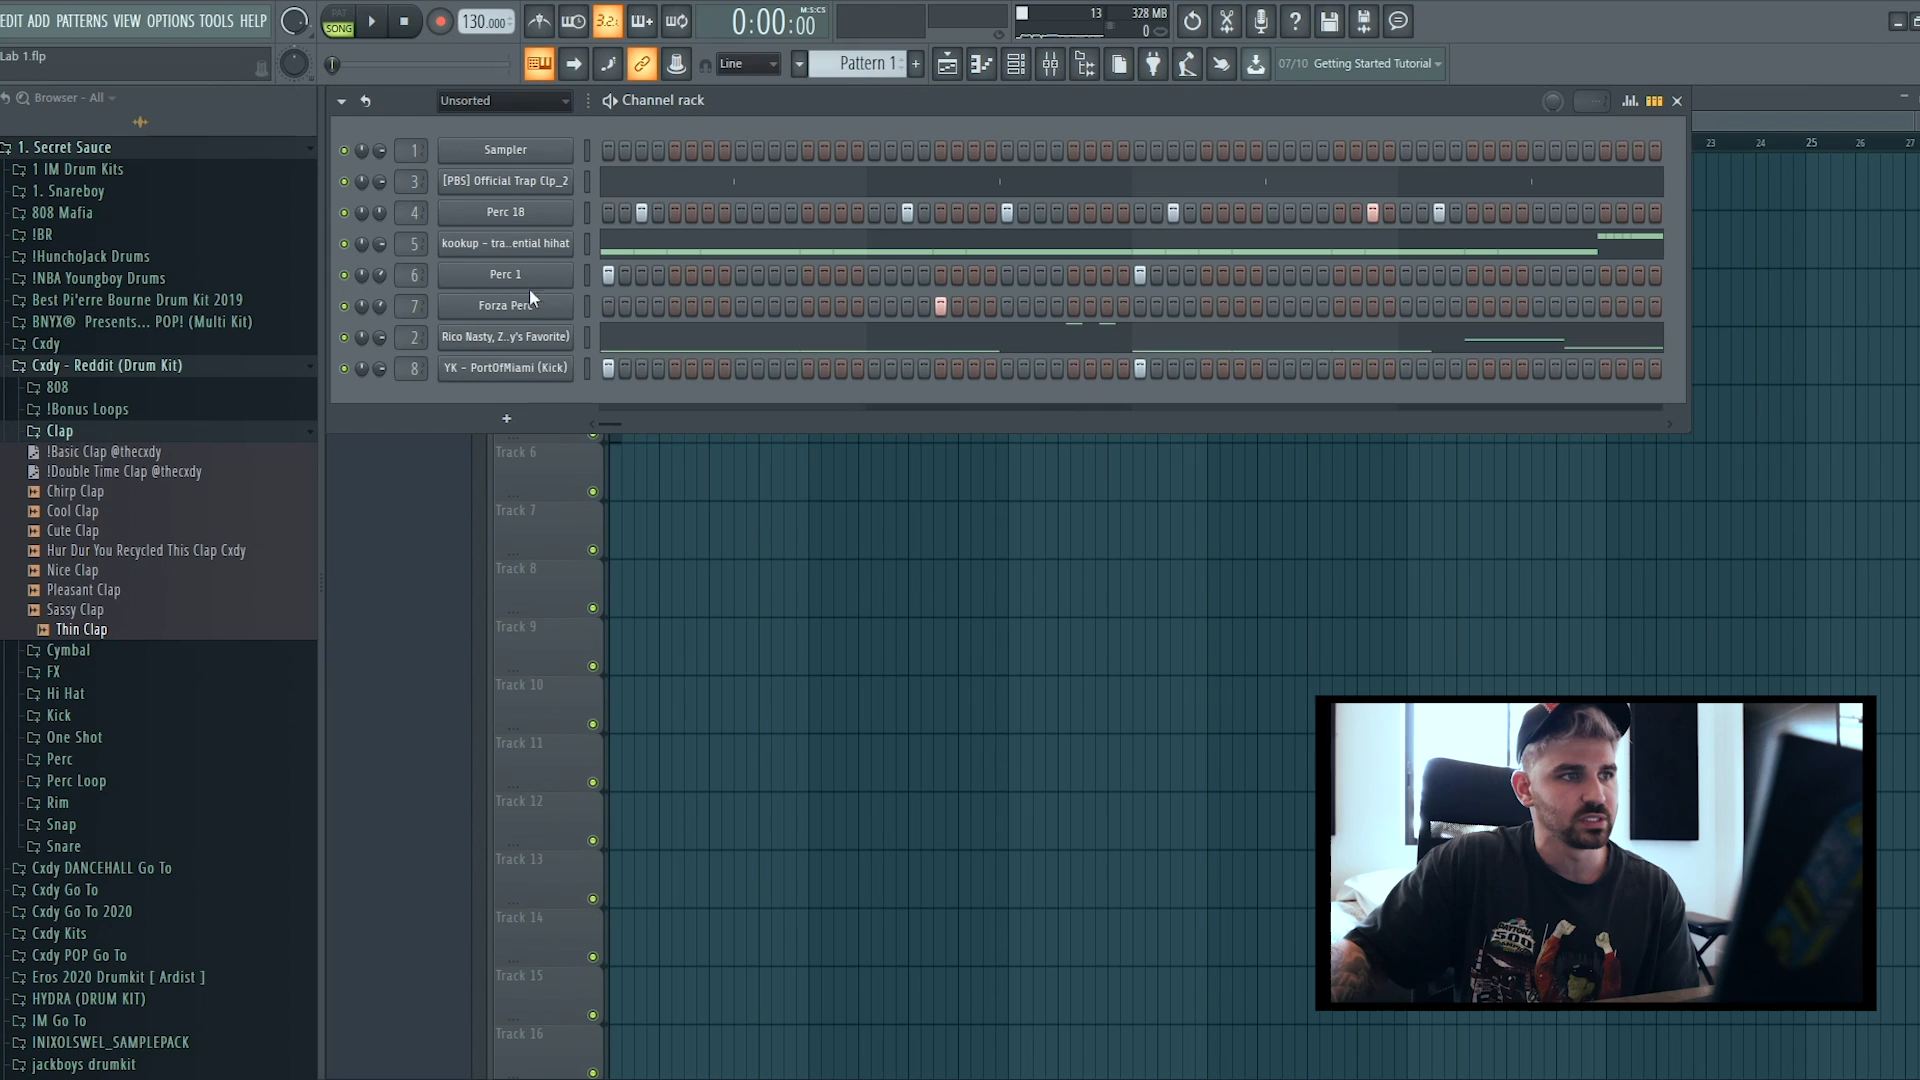 EDIT ADD PATTERNS VIEW OPTIONS TOOLS HELP
PAT
SONG
130.000
3.2.
0:00:00
M:S:CS
13
328 MB
0
Lab 1.flp
Line
Pattern 1
07/10 Getting Started Tutorial
Browser - All
Unsorted
Channel rack
1. Secret Sauce
1 IM Drum Kits
1. Snareboy
808 Mafia
!BR
!HunchoJack Drums
!NBA Youngboy Drums
Best Pi'erre Bourne Drum Kit 2019
BNYX® Presents... POP! (Multi Kit)
Cxdy
Cxdy - Reddit (Drum Kit)
808
!Bonus Loops
Clap
!Basic Clap @thecxdy
!Double Time Clap @thecxdy
Chirp Clap
Cool Clap
Cute Clap
Hur Dur You Recycled This Clap Cxdy
Nice Clap
Pleasant Clap
Sassy Clap
Thin Clap
Cymbal
FX
Hi Hat
Kick
One Shot
Perc
Perc Loop
Rim
Snap
Snare
Cxdy DANCEHALL Go To
Cxdy Go To
Cxdy Go To 2020
Cxdy Kits
Cxdy POP Go To
Eros 2020 Drumkit [ Ardist ]
HYDRA (DRUM KIT)
IM Go To
INIXOLSWEL_SAMPLEPACK
jackboys drumkit
1 Sampler
3 [PBS] Official Trap Clp_2
4 Perc 18
5 kookup - tra..ential hihat
6 Perc 1
7 Forza Perc
2 Rico Nasty, Z..y's Favorite)
8 YK - PortOfMiami (Kick)
23 24 25 26 27
Track 6
Track 7
Track 8
Track 9
Track 10
Track 11
Track 12
Track 13
Track 14
Track 15
Track 16
DAYTONA
500